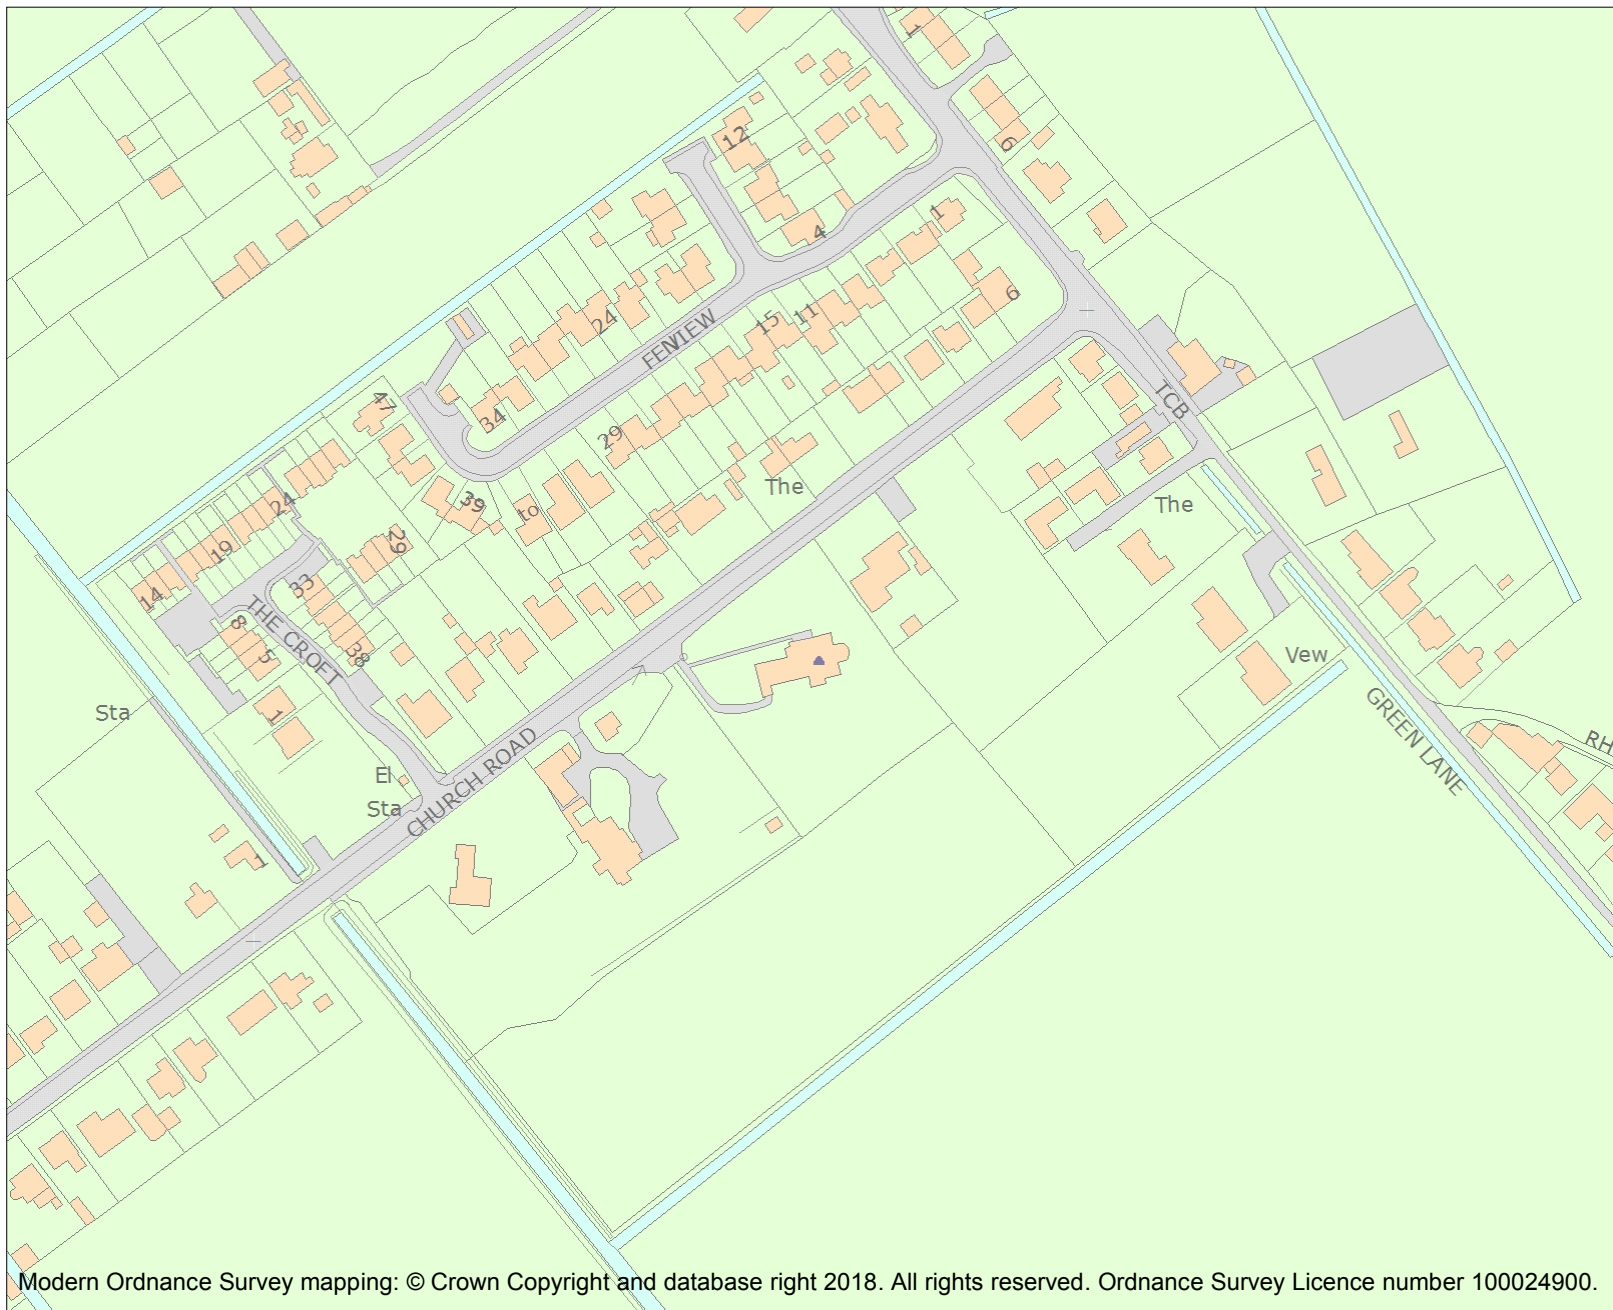 1
6
12
4
1
6
24
FENVIEW
15
11
TCB
47
34
29
The
39
to
The
24
19
29
14
33
8
THE CROFT
5
38
Vew
Sta
1
GREEN LANE
RH
El
Sta
CHURCH ROAD
1
Modern Ordnance Survey mapping: © Crown Copyright and database right 2018. All rights reserved. Ordnance Survey Licence number 100024900.